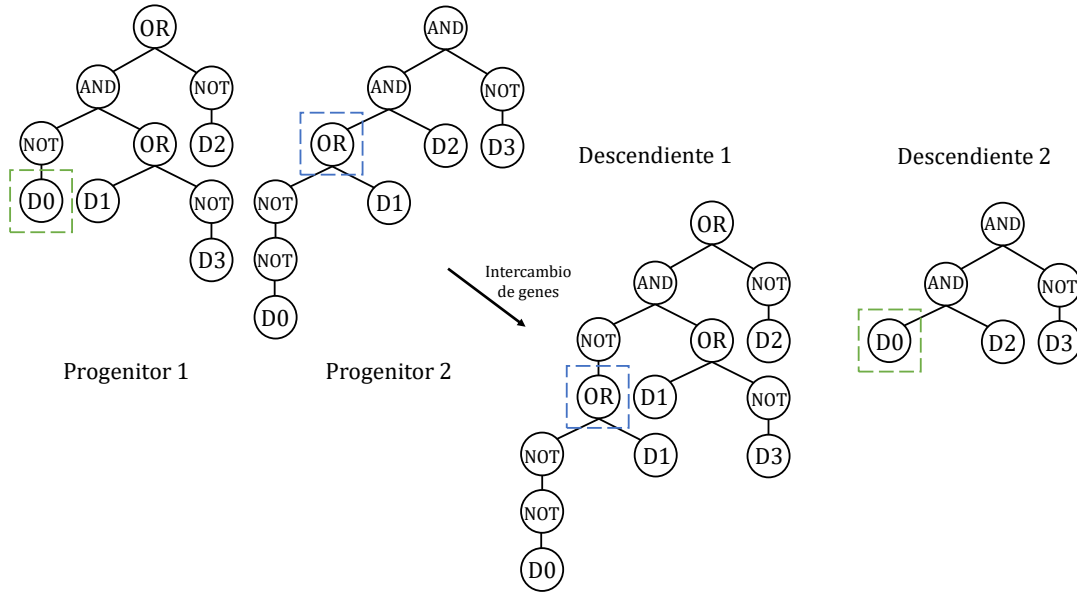 OR
AND
NOT
NOT
OR
D2
D0
D1
NOT
D3
Progenitor 1
AND
AND
NOT
OR
D2
D3
NOT
D1
NOT
D0
Progenitor 2
Intercambio
de genes
Descendiente 1
OR
AND
NOT
NOT
OR
D2
OR
D1
NOT
NOT
D1
D3
NOT
D0
Descendiente 2
AND
AND
NOT
D0
D2
D3